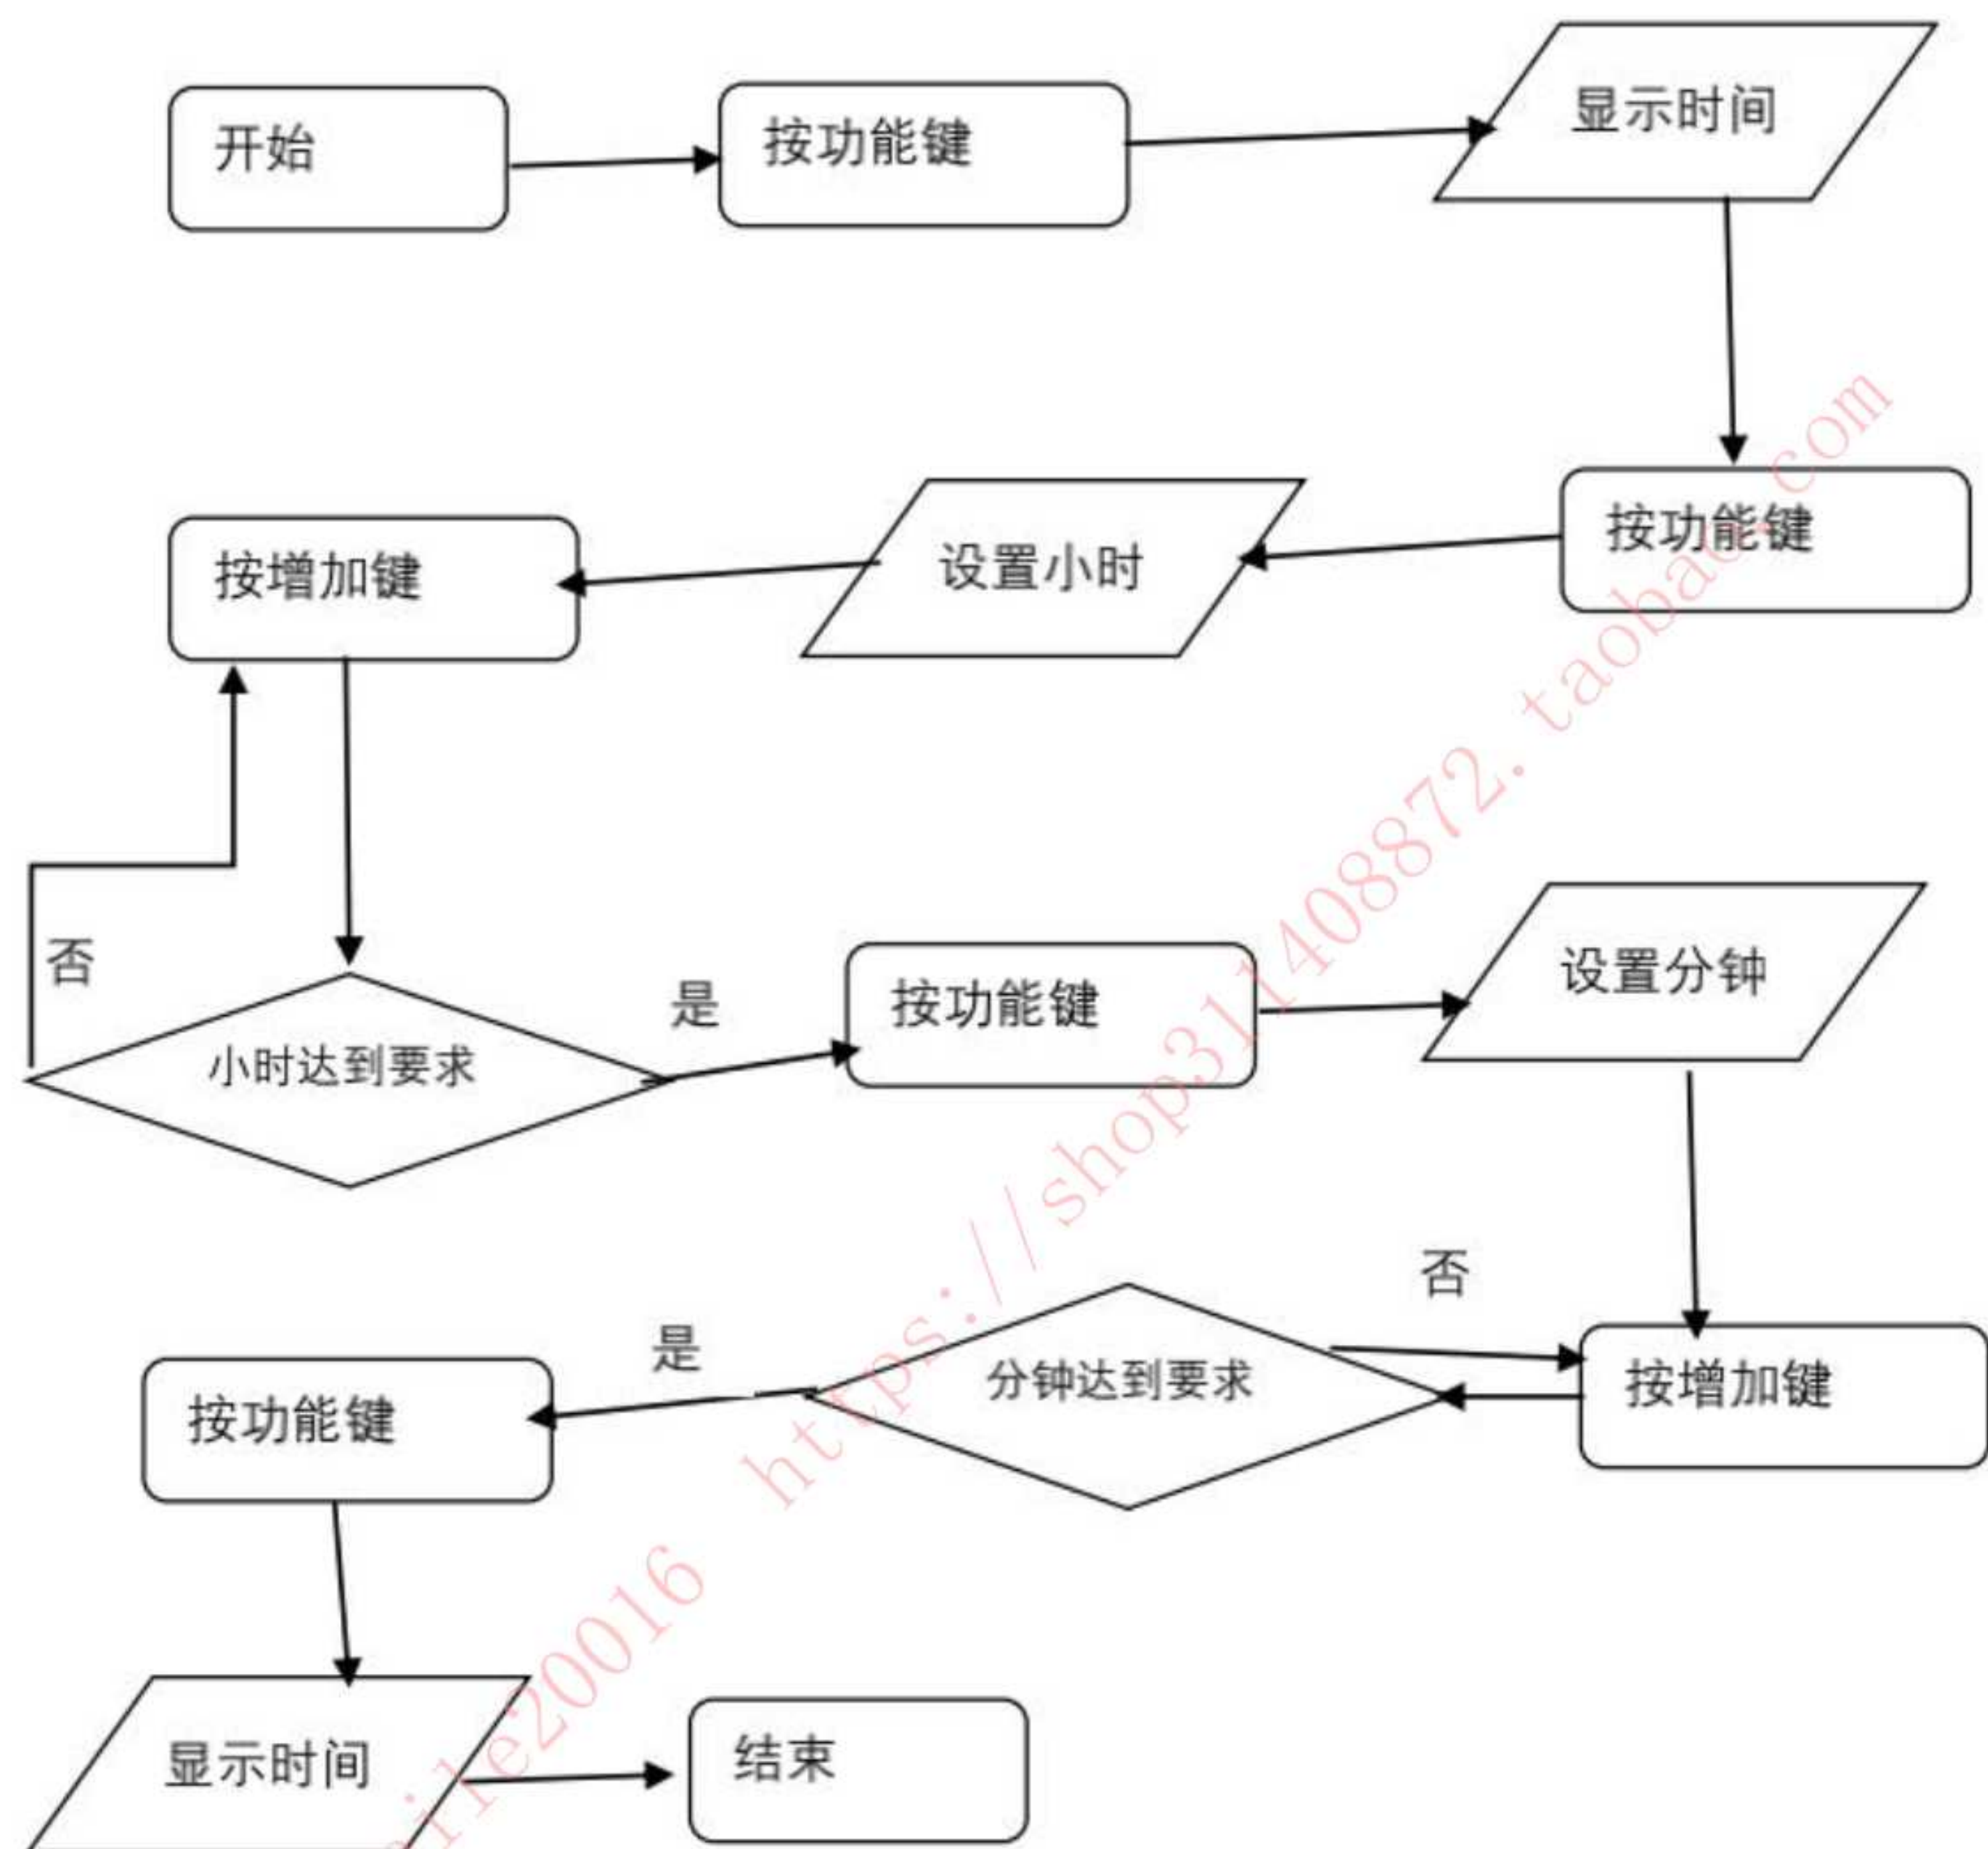 开始
按功能键
显示时间
按功能键
设置小时
按增加键
否
小时达到要求
是
按功能键
设置分钟
否
按增加键
分钟达到要求
是
按功能键
显示时间
结束
https://shop311408872.taobao.com